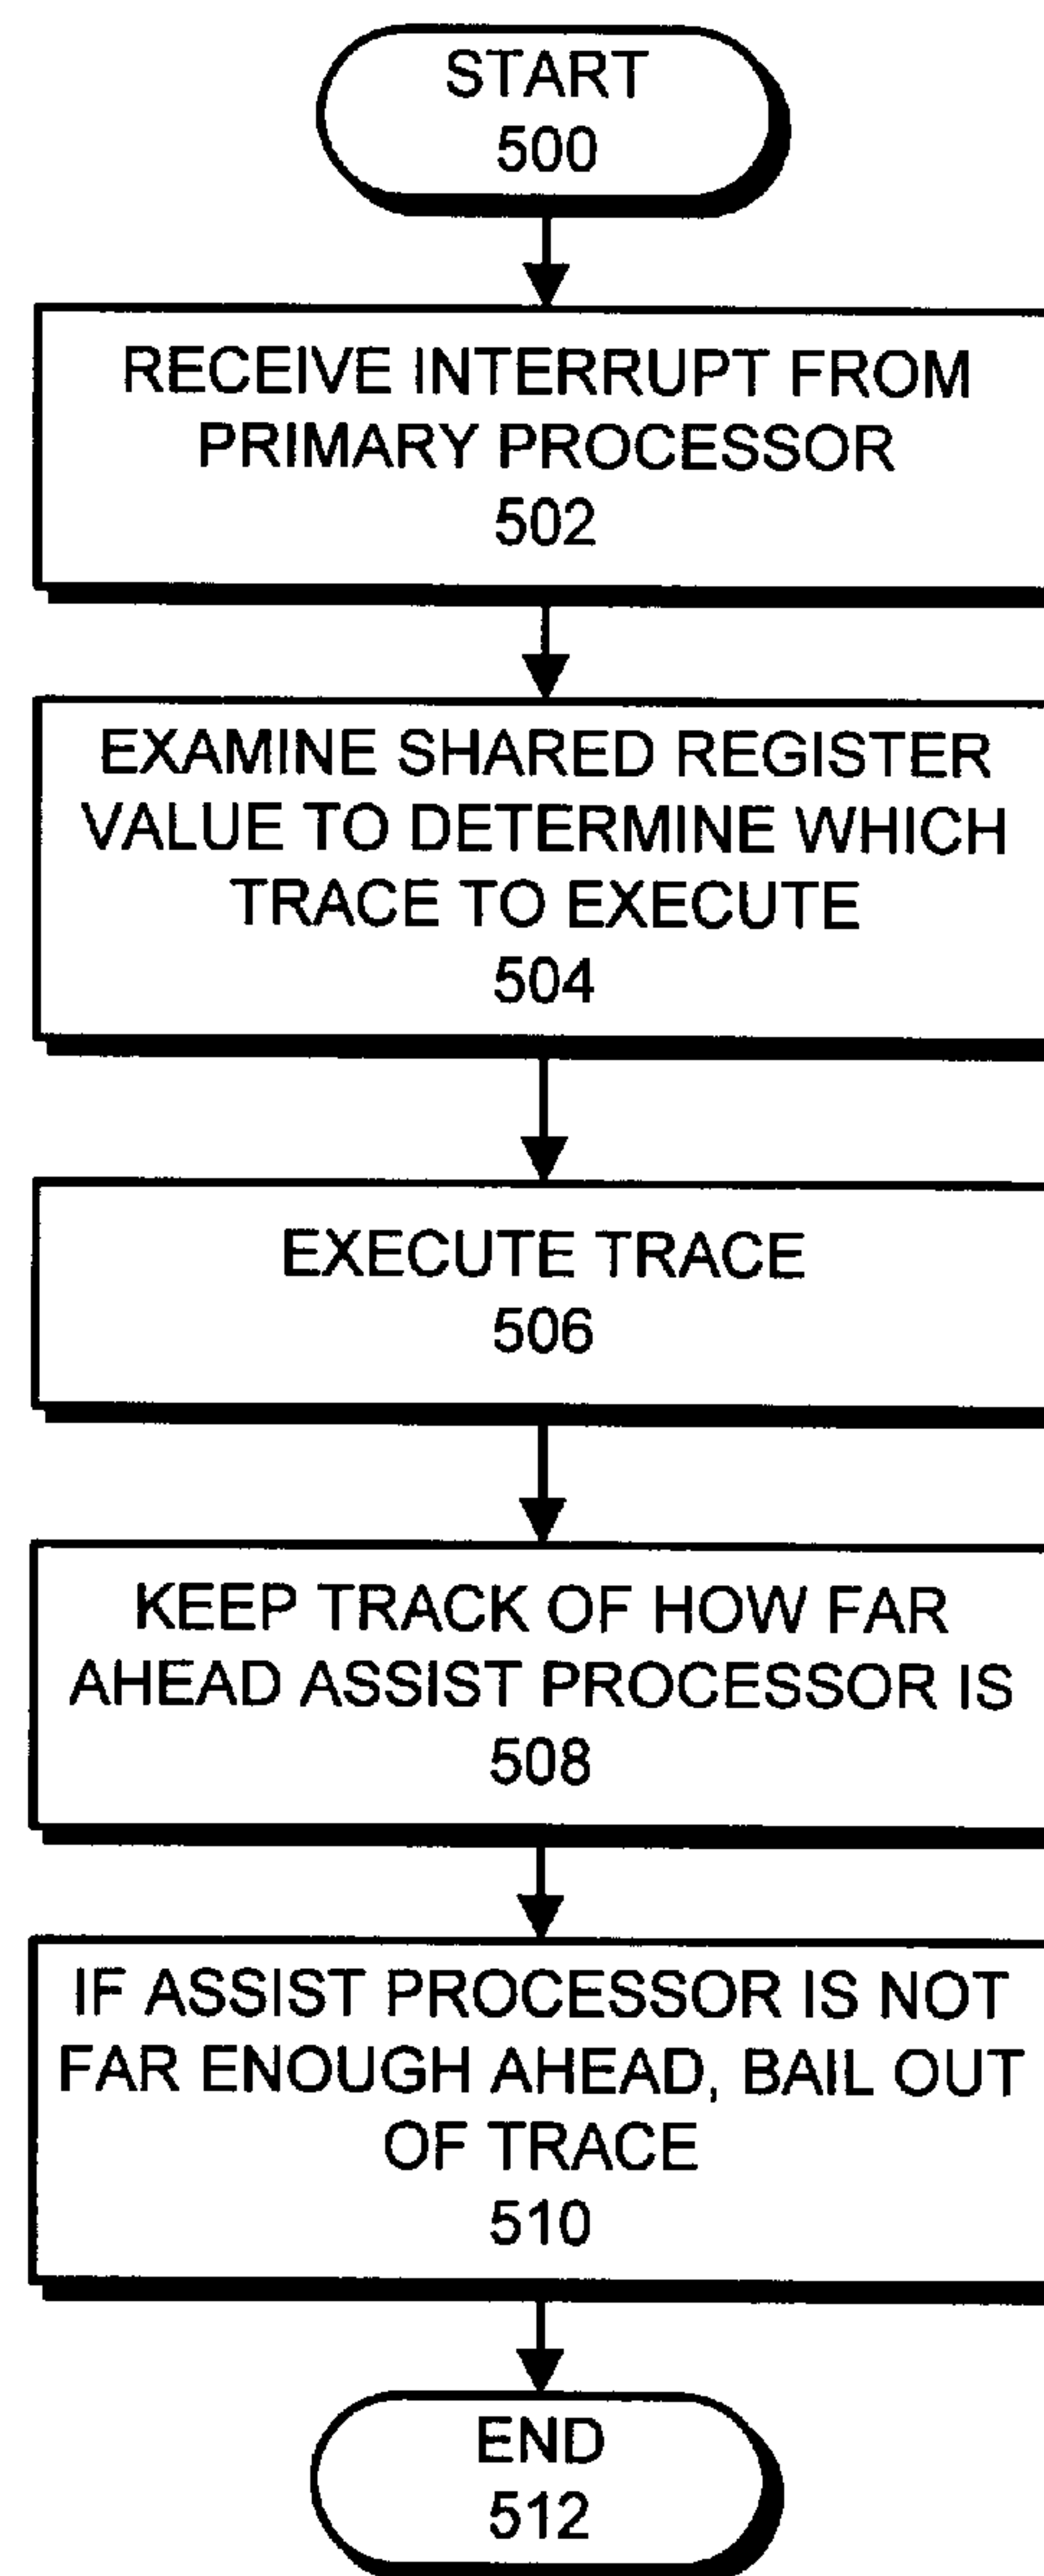 START
500
RECEIVE INTERRUPT FROM
PRIMARY PROCESSOR
502
EXAMINE SHARED REGISTER
VALUE TO DETERMINE WHICH
TRACE TO EXECUTE
504
EXECUTE TRACE
506
KEEP TRACK OF HOW FAR
AHEAD ASSIST PROCESSOR IS
508
IF ASSIST PROCESSOR IS NOT
FAR ENOUGH AHEAD, BAIL OUT
OF TRACE
510
END
512